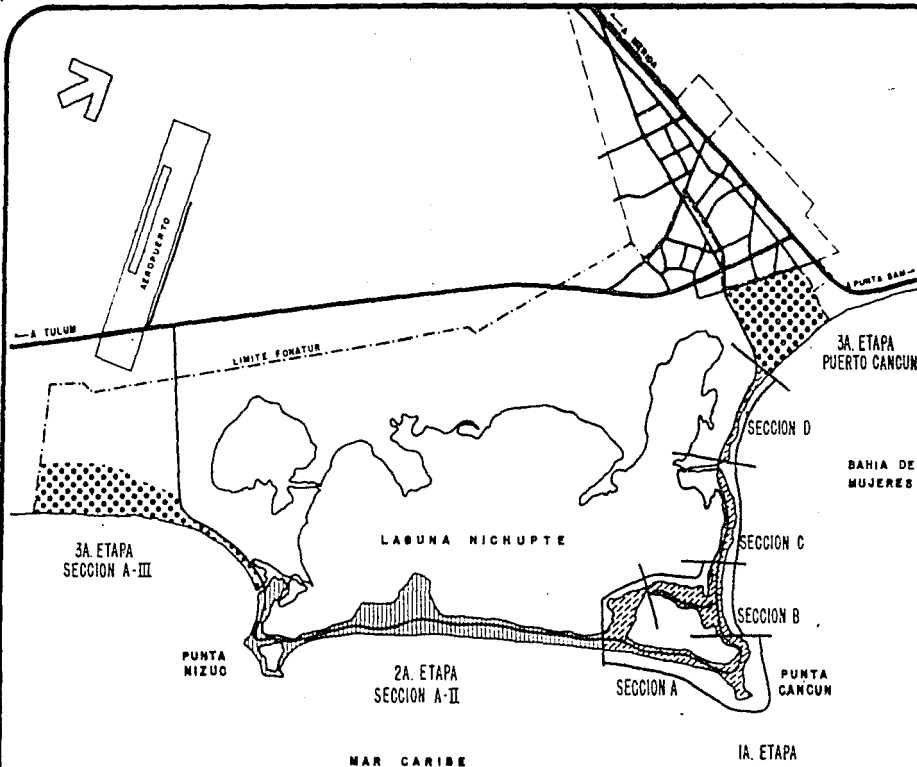 A MERIDA
AEROPUERTO
A PUNTA SAM
A TULUM
LIMITE FONATUR
3A. ETAPA
PUERTO CANCUN
SECCION D
BAHIA DE
MUJERES
LAGUNA NICHUPTE
SECCION C
3A. ETAPA
SECCION A-III
SECCION B
PUNTA
NIZUC
2A. ETAPA
SECCION A-II
SECCION A
PUNTA
CANCUN
1A. ETAPA
MAR CARIBE